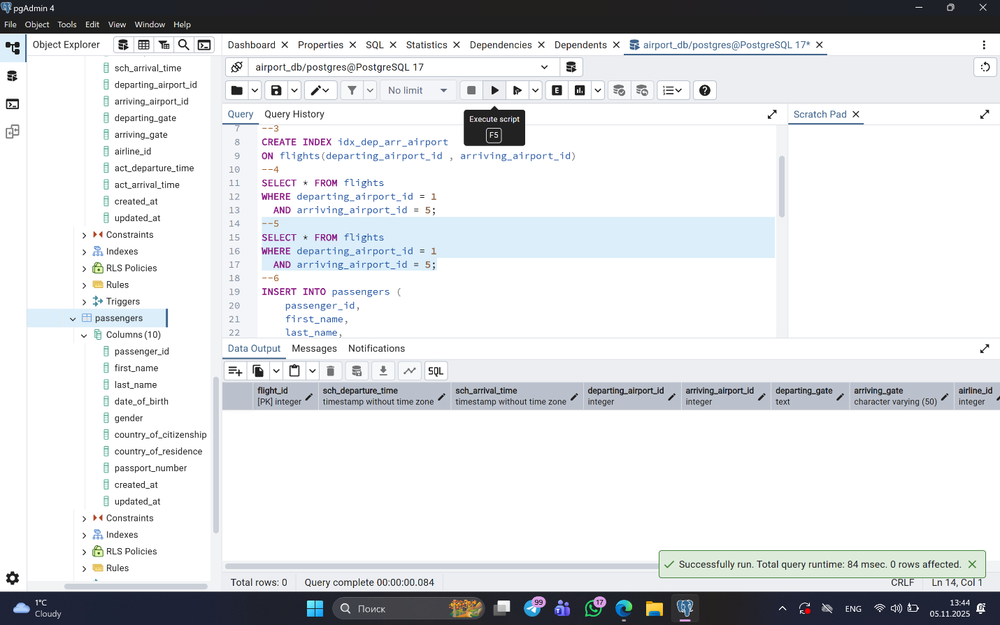 pgAdmin 4
File Object Tools Edit View Window Help
Object Explorer
Dashboard Properties SQL Statistics Dependencies Dependents airport_db/postgres@PostgreSQL 17*
airport_db/postgres@PostgreSQL 17
No limit
E
Execute script
F5
Query Query History
Scratch Pad
sch_arrival_time
departing_airport_id
arriving_airport_id
departing_gate
arriving_gate
airline_id
act_departure_time
act_arrival_time
created_at
updated_at
Constraints
Indexes
RLS Policies
Rules
Triggers
passengers
Columns (10)
passenger_id
first_name
last_name
date_of_birth
gender
country_of_citizenship
country_of_residence
passport_number
created_at
updated_at
Constraints
Indexes
RLS Policies
Rules
7 --3
8 CREATE INDEX idx_dep_arr_airport
9 ON flights(departing_airport_id , arriving_airport_id)
10 --4
11 SELECT * FROM flights
12 WHERE departing_airport_id = 1
13 AND arriving_airport_id = 5;
14 --5
15 SELECT * FROM flights
16 WHERE departing_airport_id = 1
17 AND arriving_airport_id = 5;
18 --6
19 INSERT INTO passengers (
20 passenger_id,
21 first_name,
22 last_name,
Data Output Messages Notifications
SQL
flight_id sch_departure_time sch_arrival_time departing_airport_id arriving_airport_id departing_gate arriving_gate airline_id
[PK] integer timestamp without time zone timestamp without time zone integer integer text character varying (50) integer
Successfully run. Total query runtime: 84 msec. 0 rows affected.
Total rows: 0 Query complete 00:00:00.084 CRLF Ln 14, Col 1
1°C
Cloudy
Поиск
99
17
ENG
13:44
05.11.2025